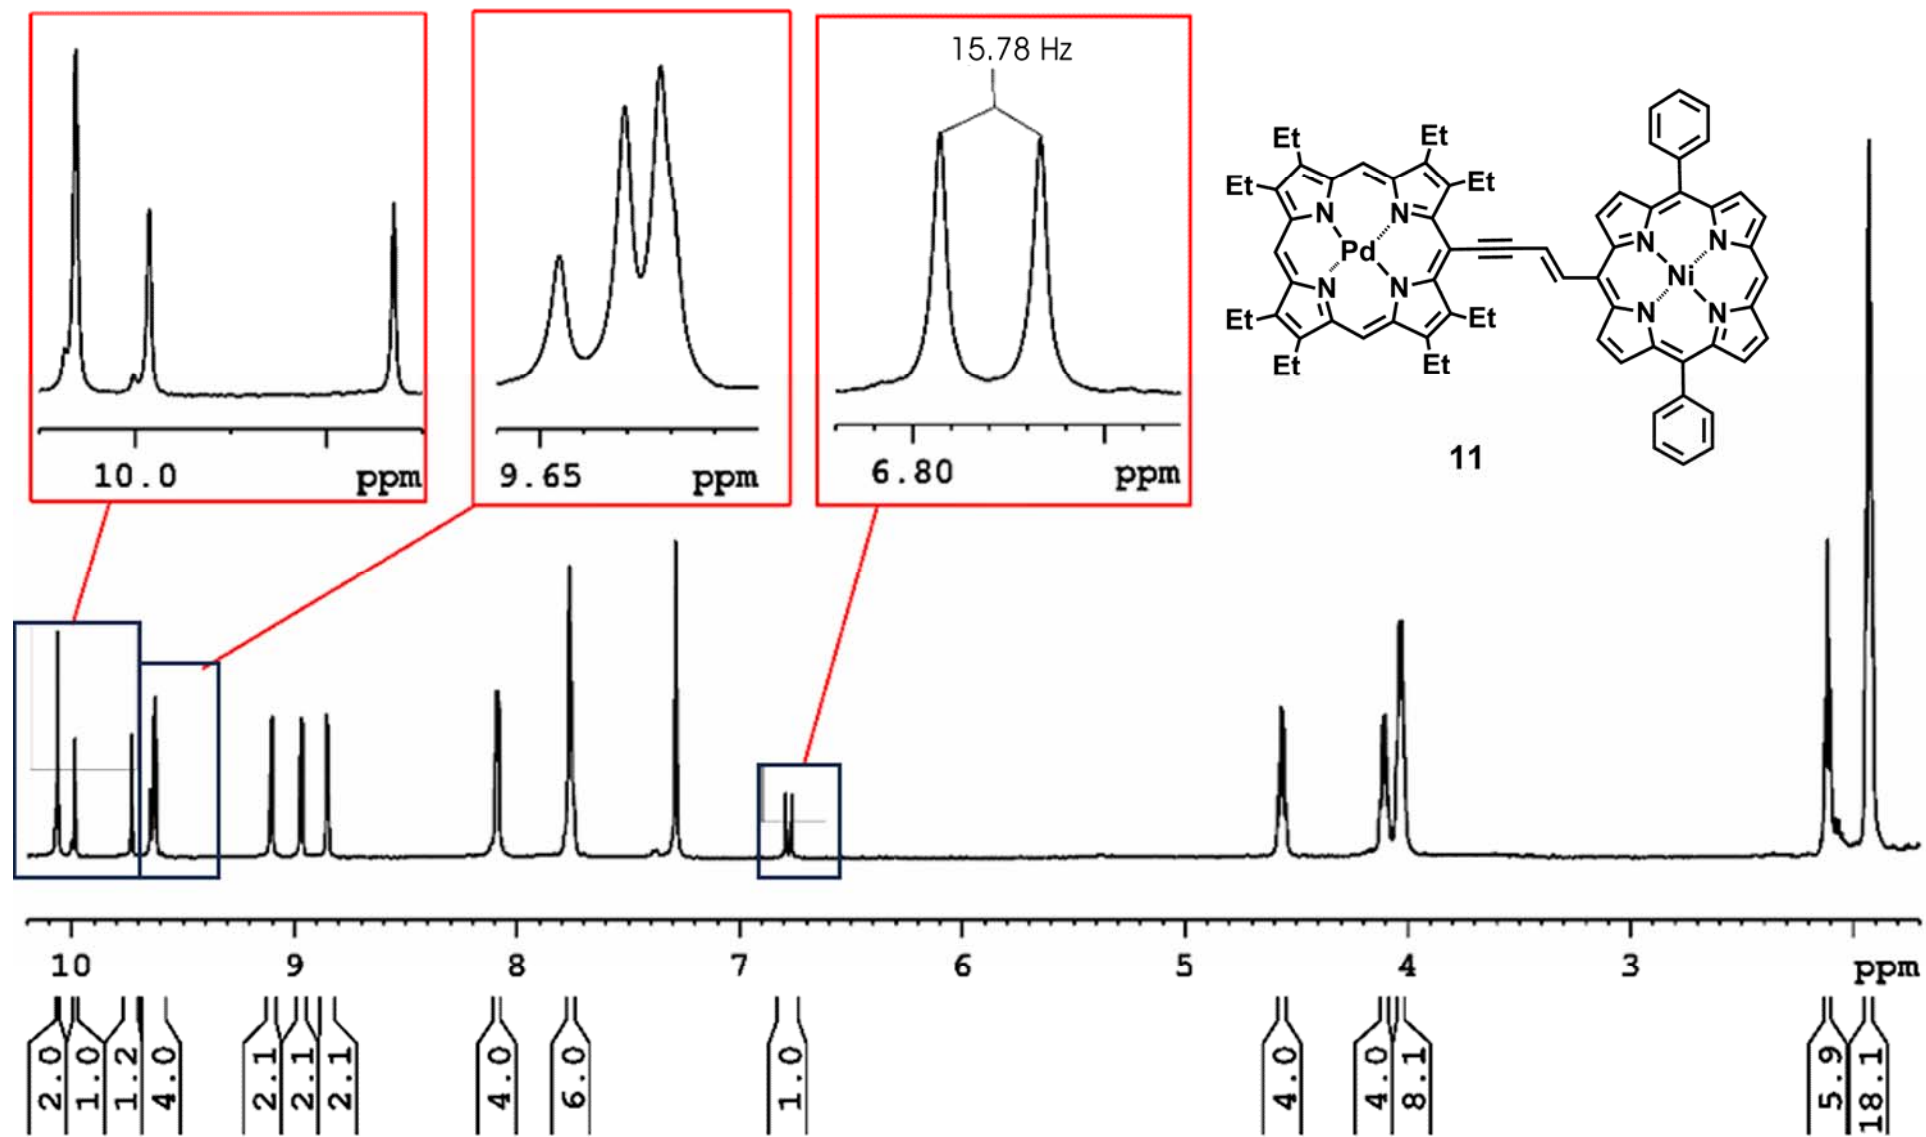 15.78 Hz
10.0 ppm
9.65 ppm
6.80 ppm
Et Et
Et Et
N N
Pd
N N
Et Et
Et Et
N N
Ni
N N
11
10 9 8 7 6 5 4 3 ppm
2.0 1.0 1.2 4.0 2.1 2.1 2.1 4.0 6.0 1.0 4.0 4.0 8.1 5.9 18.1